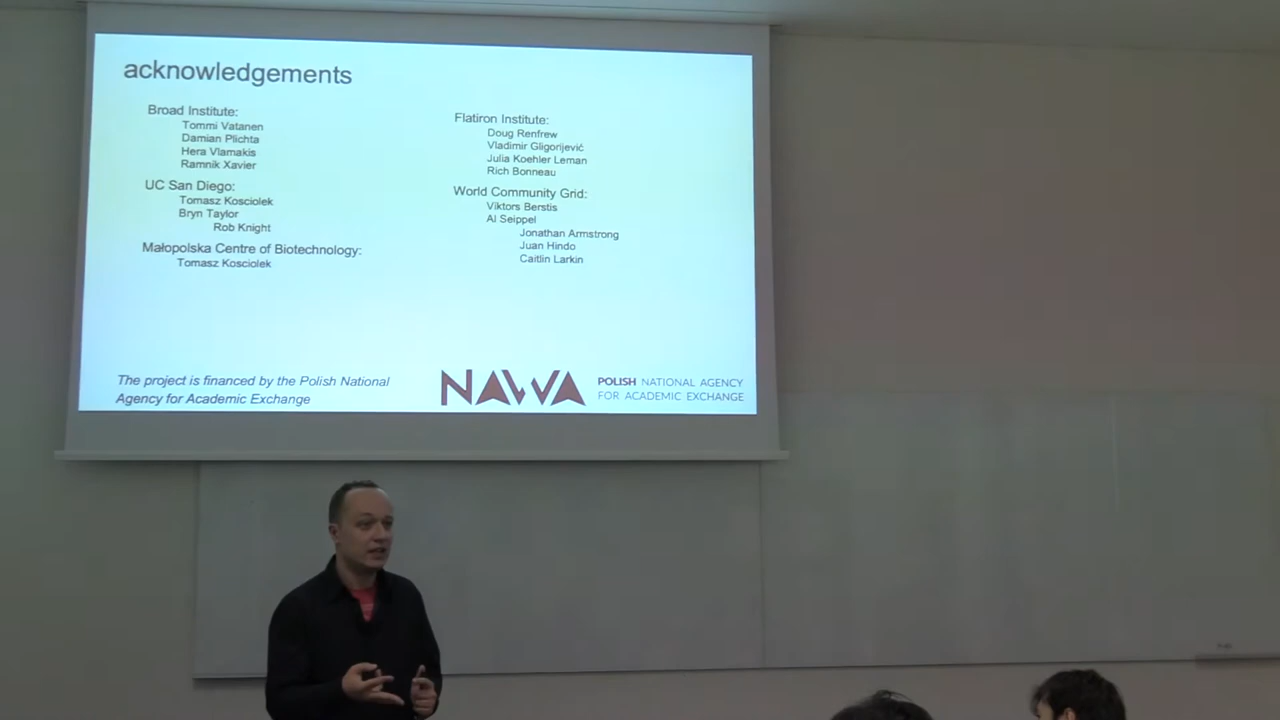 acknowledgements
Broad Institute:
Tommi Vatanen
Damian Plichta
Hera Vlamakis
Ramnik Xavier
UC San Diego:
Tomasz Kosciolek
Bryn Taylor
Rob Knight
Małopolska Centre of Biotechnology:
Tomasz Kosciolek
Flatiron Institute:
Doug Renfrew
Vladimir Gligorijević
Julia Koehler Leman
Rich Bonneau
World Community Grid:
Viktors Berstis
Al Seippel
Jonathan Armstrong
Juan Hindo
Caitlin Larkin
The project is financed by the Polish National
Agency for Academic Exchange
NAWA
POLISH NATIONAL AGENCY
FOR ACADEMIC EXCHANGE